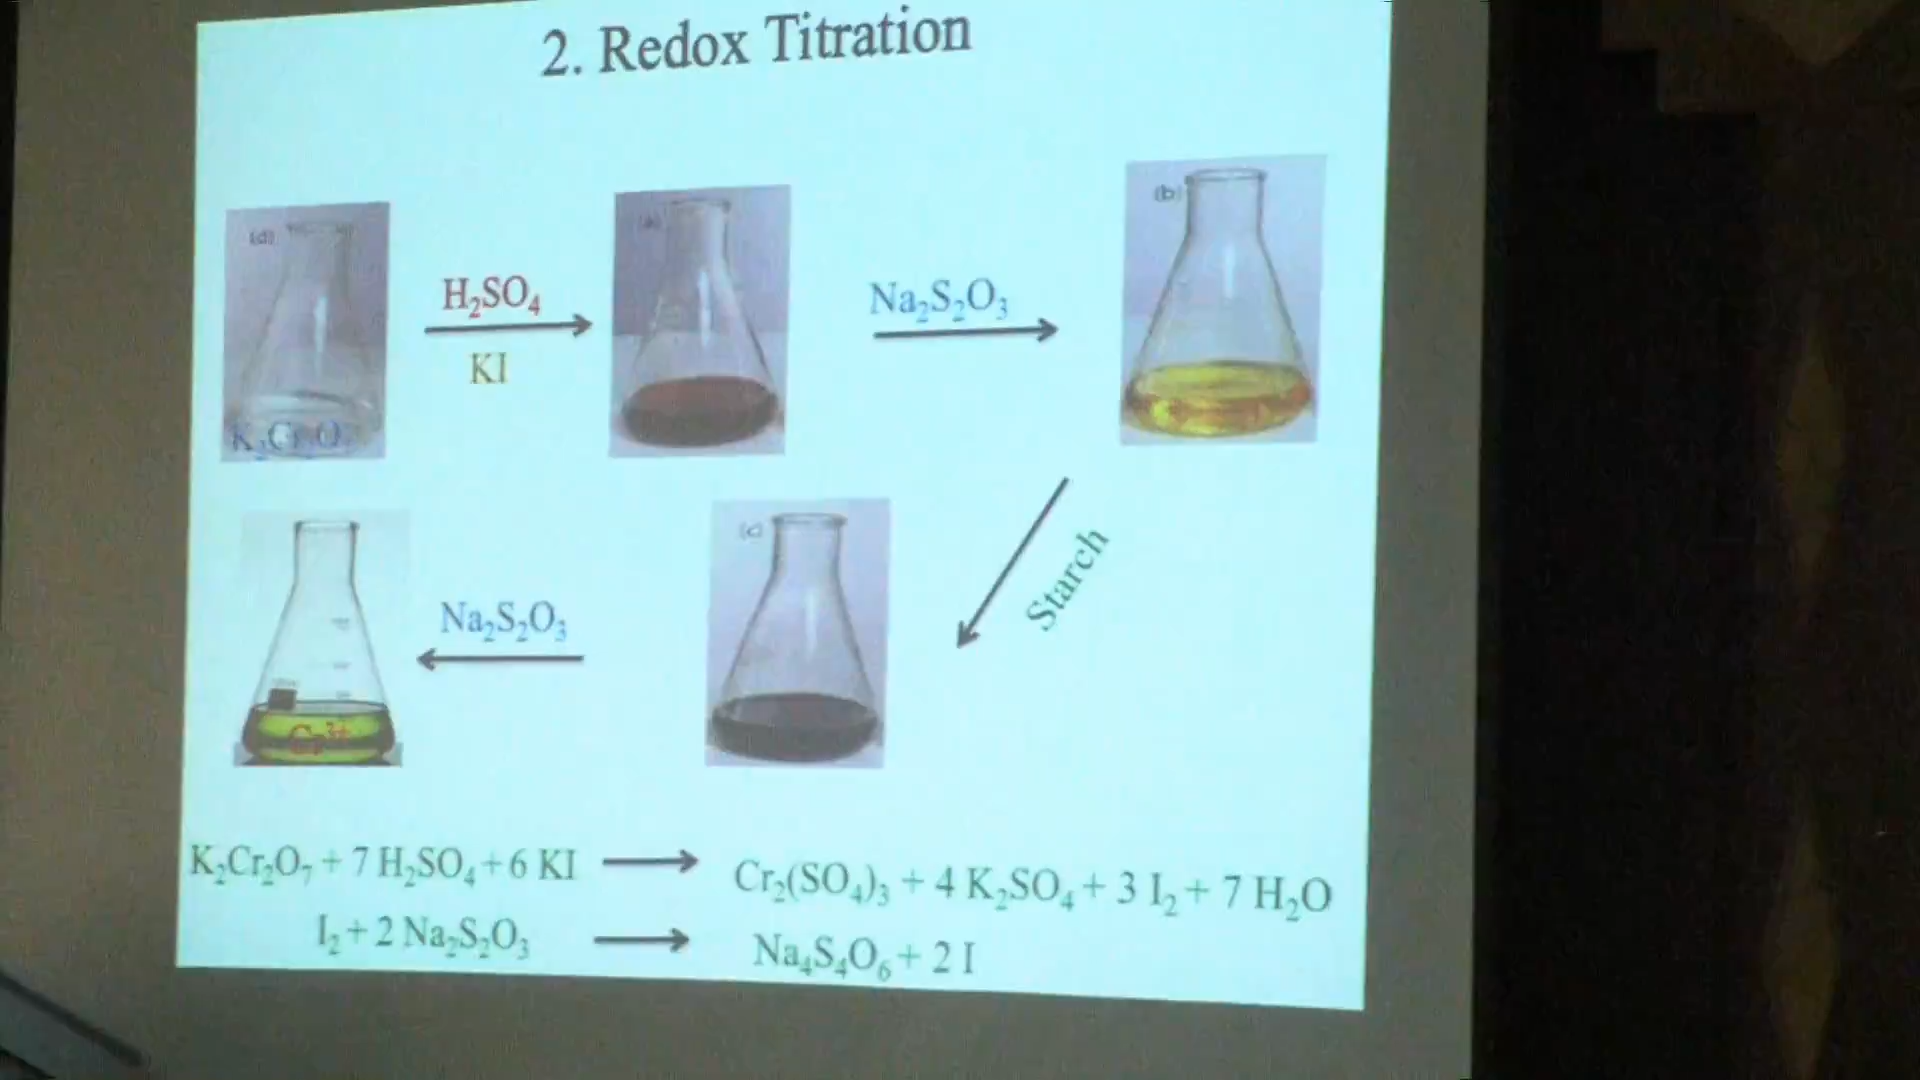 2. Redox Titration
(d)
K₂Cr₂O₇
H₂SO₄
KI
(a)
Na₂S₂O₃
(b)
Starch
(c)
Na₂S₂O₃
Cr³⁺
K₂Cr₂O₇ + 7 H₂SO₄ + 6 KI → Cr₂(SO₄)₃ + 4 K₂SO₄ + 3 I₂ + 7 H₂O
I₂ + 2 Na₂S₂O₃ → Na₄S₄O₆ + 2 I